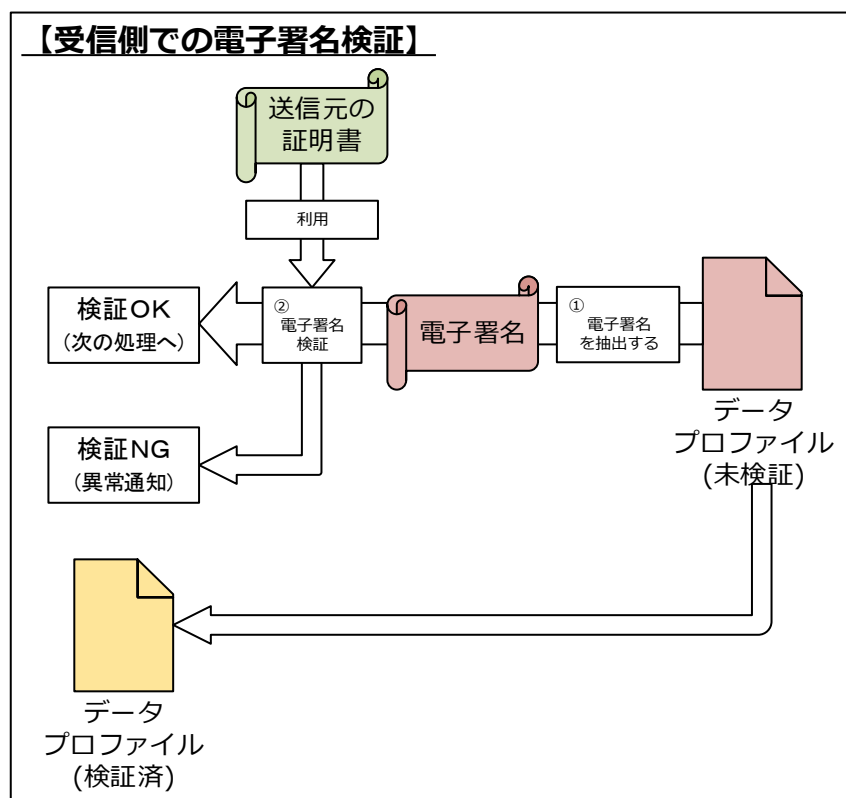 【受信側での電子署名検証】
送信元の
証明書
利用
検証OK
(次の処理へ)
②
電子署名
検証
電子署名
①
電子署名
を抽出する
データ
プロファイル
(未検証)
検証NG
(異常通知)
データ
プロファイル
(検証済)